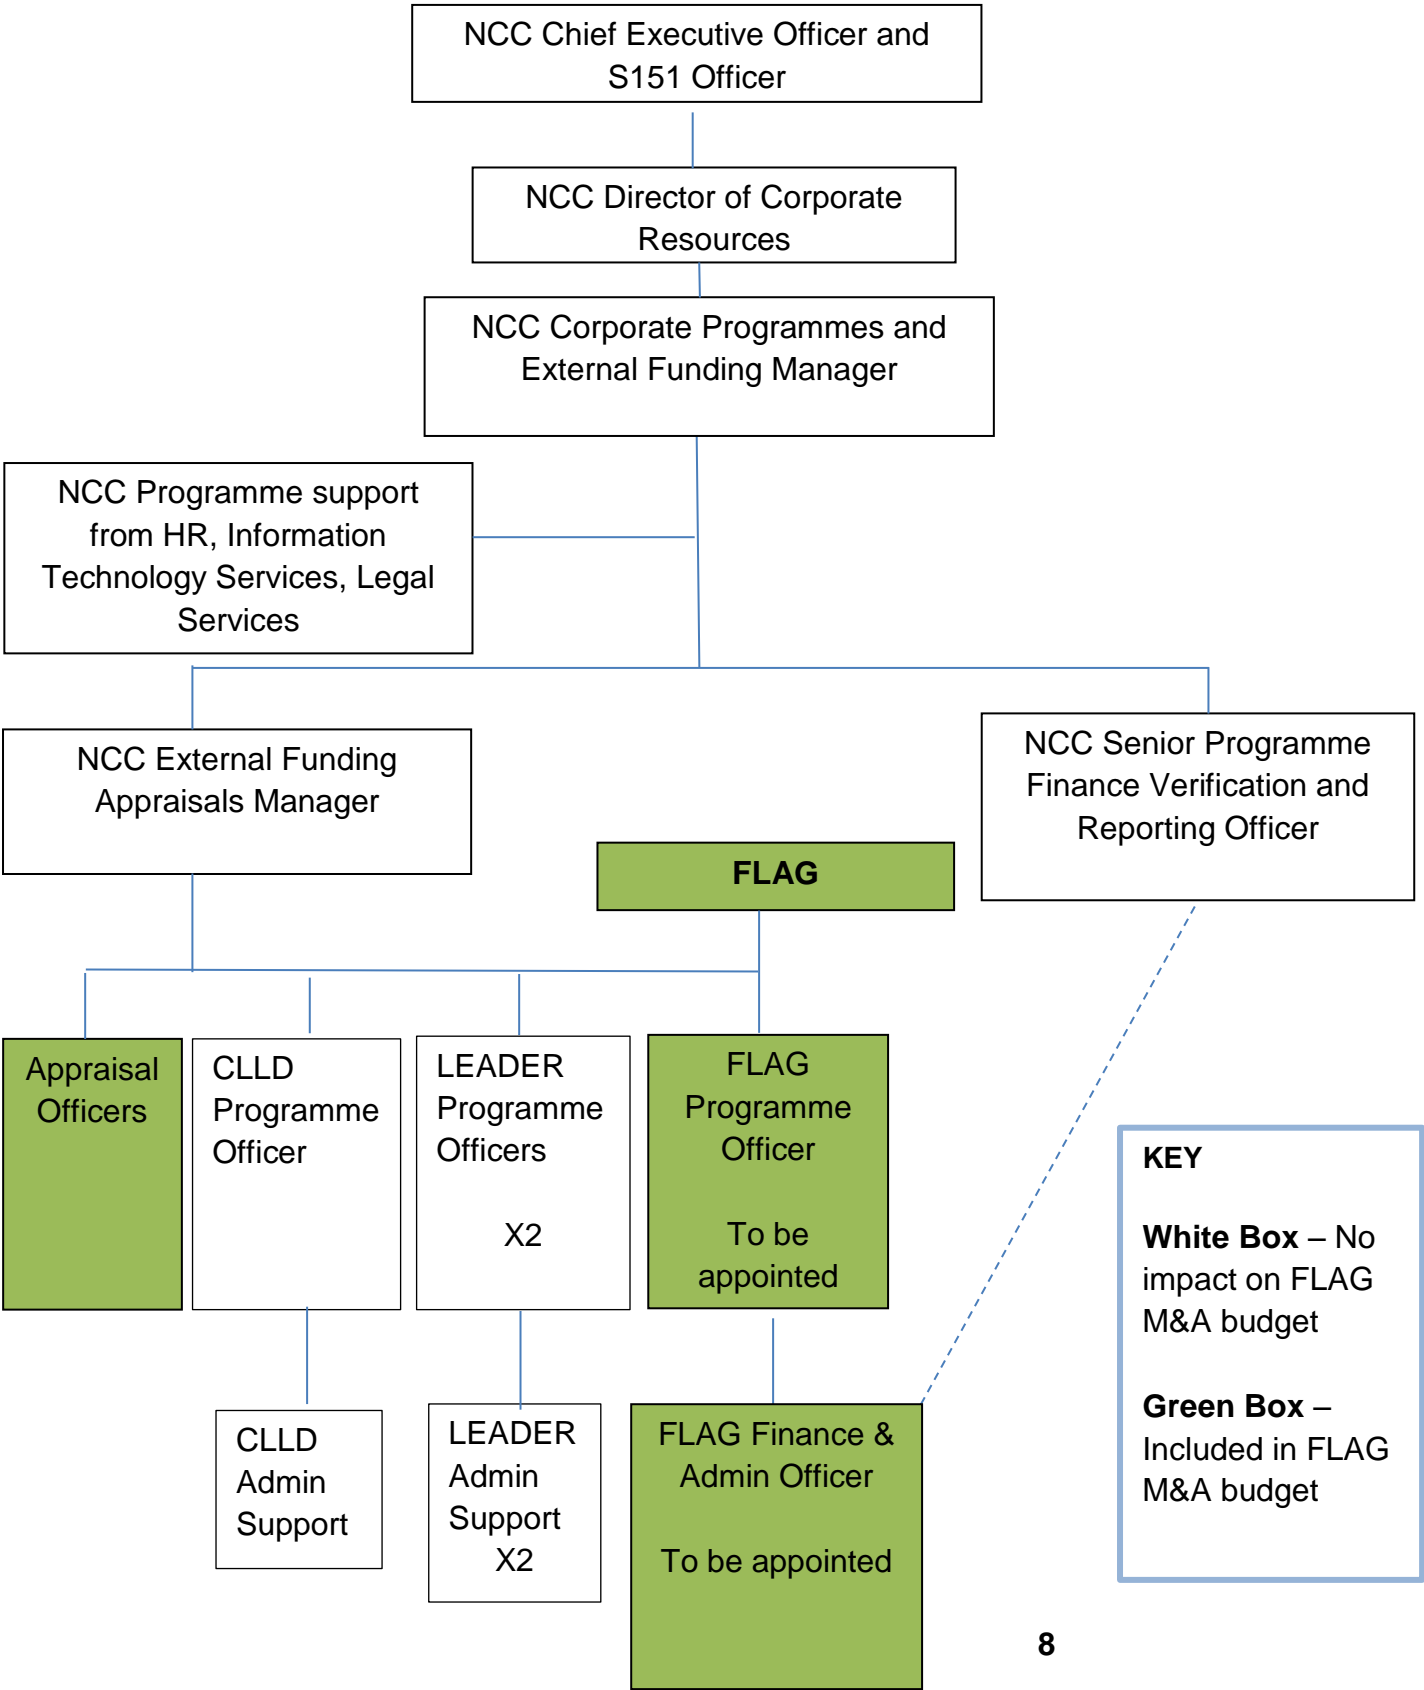 NCC Chief Executive Officer and
S151 Officer
NCC Director of Corporate
Resources
NCC Corporate Programmes and
External Funding Manager
NCC Programme support
from HR, Information
Technology Services, Legal
Services
NCC External Funding
Appraisals Manager
NCC Senior Programme
Finance Verification and
Reporting Officer
FLAG
Appraisal
Officers
CLLD
Programme
Officer
LEADER
Programme
Officers
X2
FLAG
Programme
Officer
To be
appointed
CLLD
Admin
Support
LEADER
Admin
Support
X2
FLAG Finance &
Admin Officer
To be appointed
KEY
White Box – No
impact on FLAG
M&A budget
Green Box –
Included in FLAG
M&A budget
8